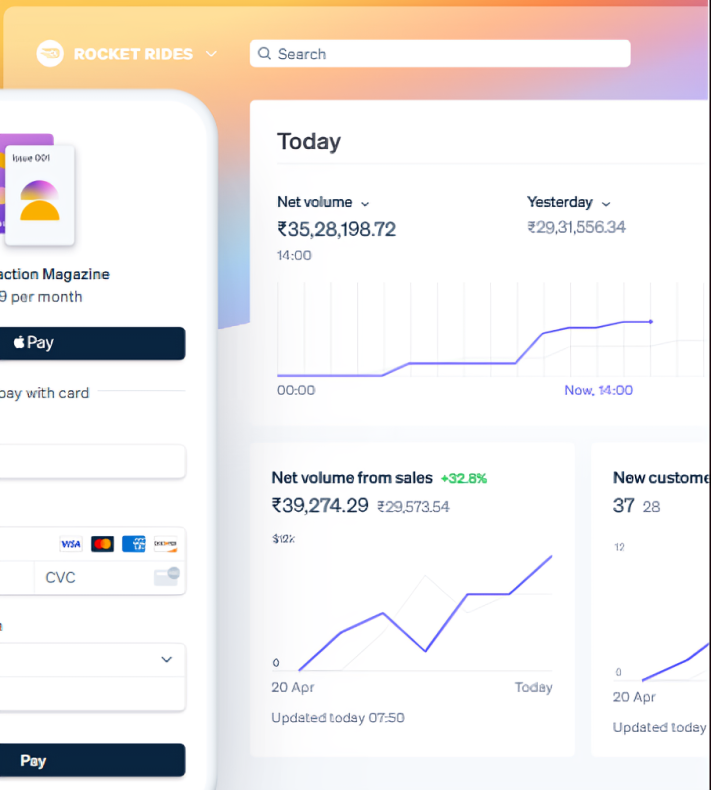 ROCKET RIDES
Search
Issue 001
action Magazine
9 per month
Pay
pay with card
VISA
CVC
Pay
Today
Net volume
₹35,28,198.72
14:00
Yesterday
₹29,31,556.34
00:00
Now, 14:00
Net volume from sales +32.8%
₹39,274.29 ₹29,573.54
$12k
0
20 Apr
Today
Updated today 07:50
New custome
37 28
12
0
20 Apr
Updated today